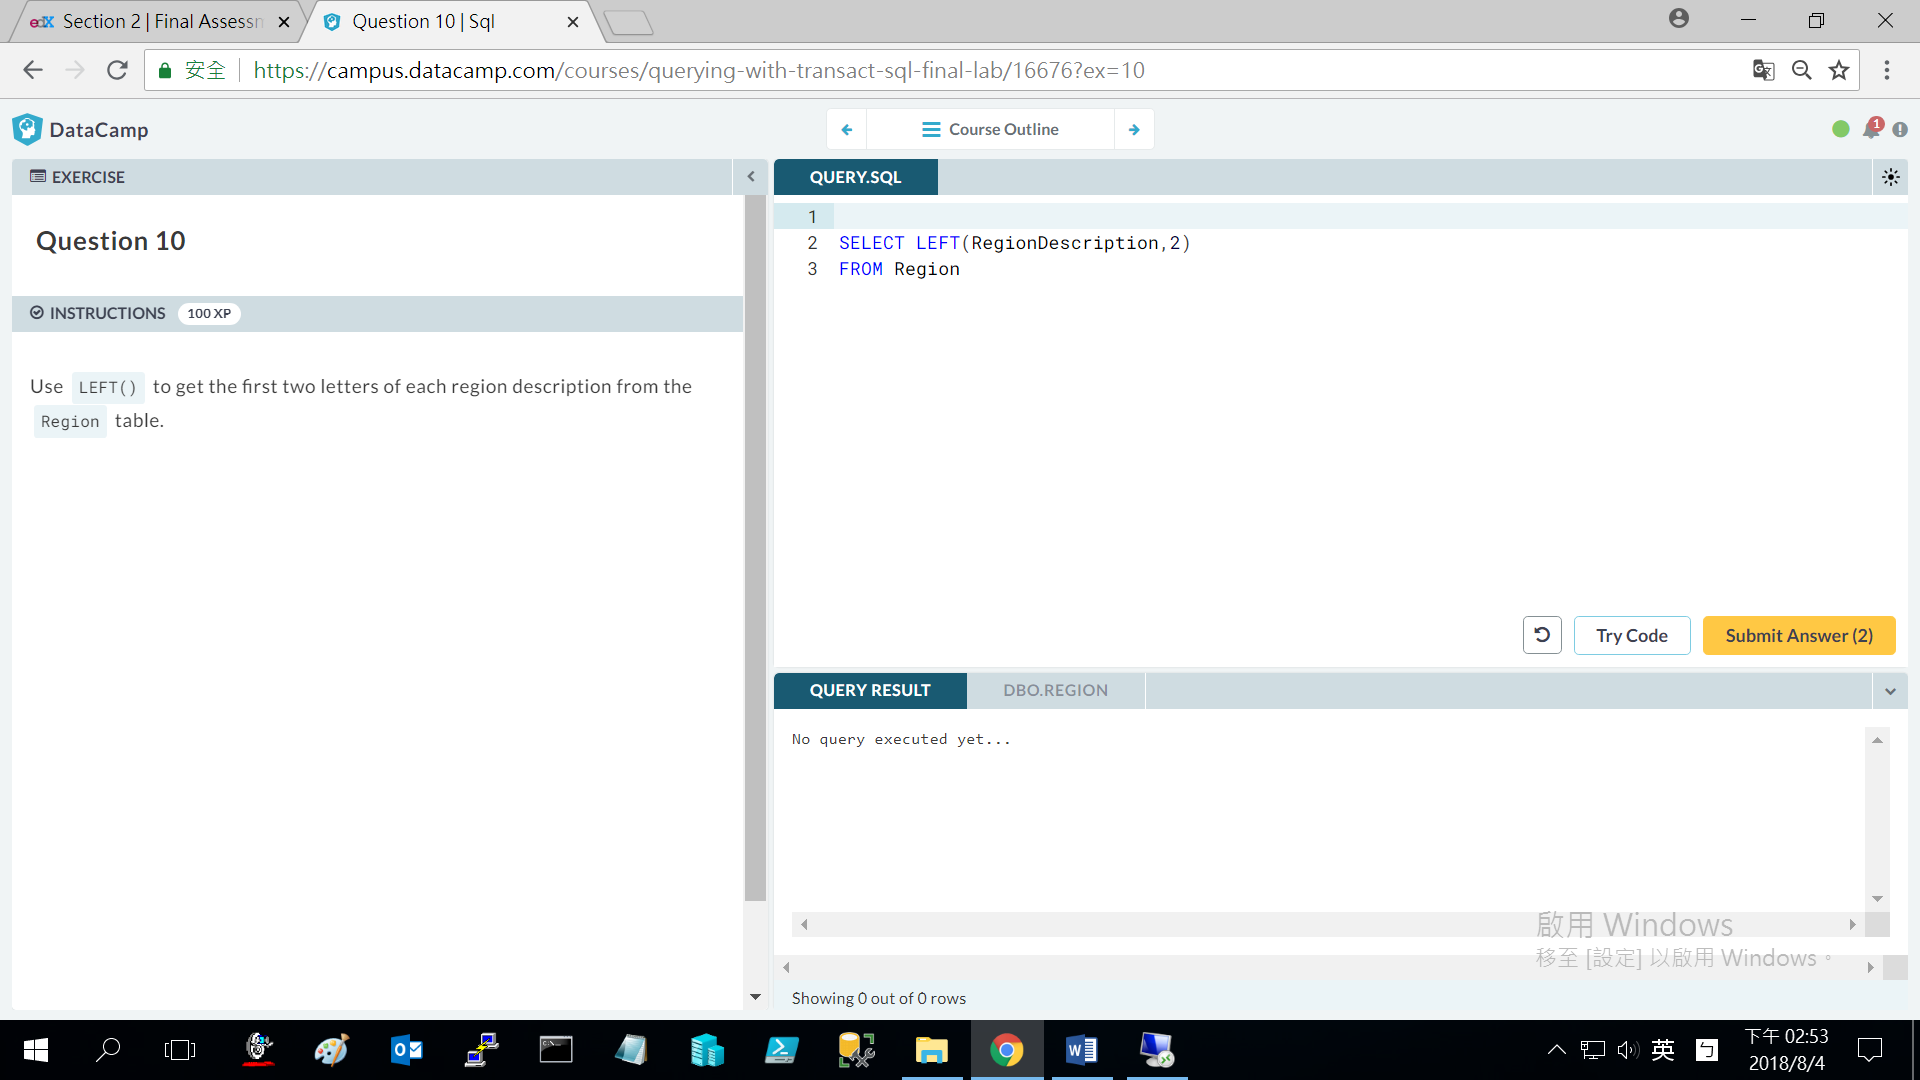 edX Section 2 | Final Assessm
Question 10 | Sql
安全
https://campus.datacamp.com/courses/querying-with-transact-sql-final-lab/16676?ex=10
DataCamp
Course Outline
1
EXERCISE
QUERY.SQL
Question 10
INSTRUCTIONS
100 XP
Use LEFT() to get the first two letters of each region description from the
Region table.
1
2 SELECT LEFT(RegionDescription,2)
3 FROM Region
Try Code
Submit Answer (2)
QUERY RESULT
DBO.REGION
No query executed yet...
啟用 Windows
移至 [設定] 以啟用 Windows。
Showing 0 out of 0 rows
英
ㄅ
下午 02:53
2018/8/4